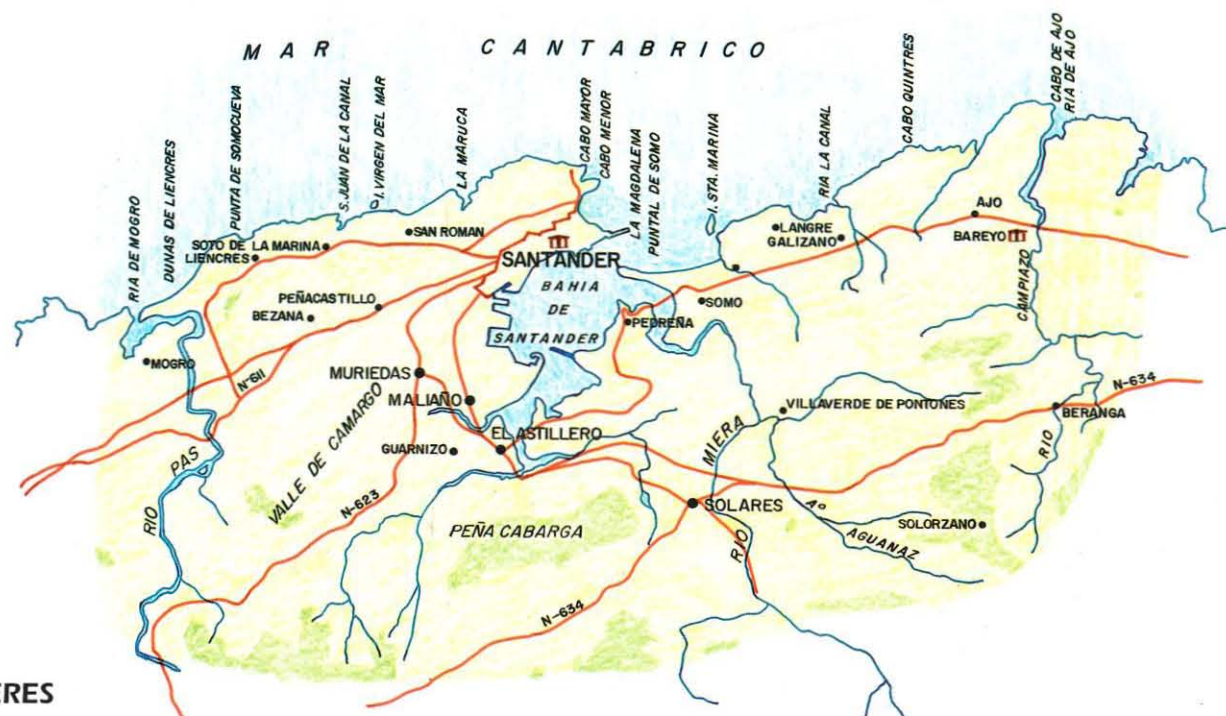 MAR CANTABRICO
RIA DE MOGRO
DUNAS DE LIENCRES
PUNTA DE SOMOCUEVA
S. JUAN DE LA CANAL
I. VIRGEN DEL MAR
LA MARUCA
CABO MAYOR
CABO MENOR
LA MAGDALENA
PUNTAL DE SOMO
I. STA. MARINA
RIA LA CANAL
CABO QUINTRES
CABO DE AJO
RIA DE AJO
SAN ROMAN
SOTO DE LA MARINA
LIENCRES
SANTANDER
LANGRE
GALIZANO
AJO
BAREYO
CAMPIAZO
PEÑACASTILLO
BEZANA
BAHIA
DE
SANTANDER
SOMO
PEDREÑA
MOGRO
N-611
MURIEDAS
MALIAÑO
VALLE DE CAMARGO
GUARNIZO
EL ASTILLERO
VILLAVERDE DE PONTONES
N-634
BERANGA
RIO
RIO PAS
N-623
PEÑA CABARGA
RIO MIERA
SOLARES
Aº AGUANAZ
SOLORZANO
N-634
ERES